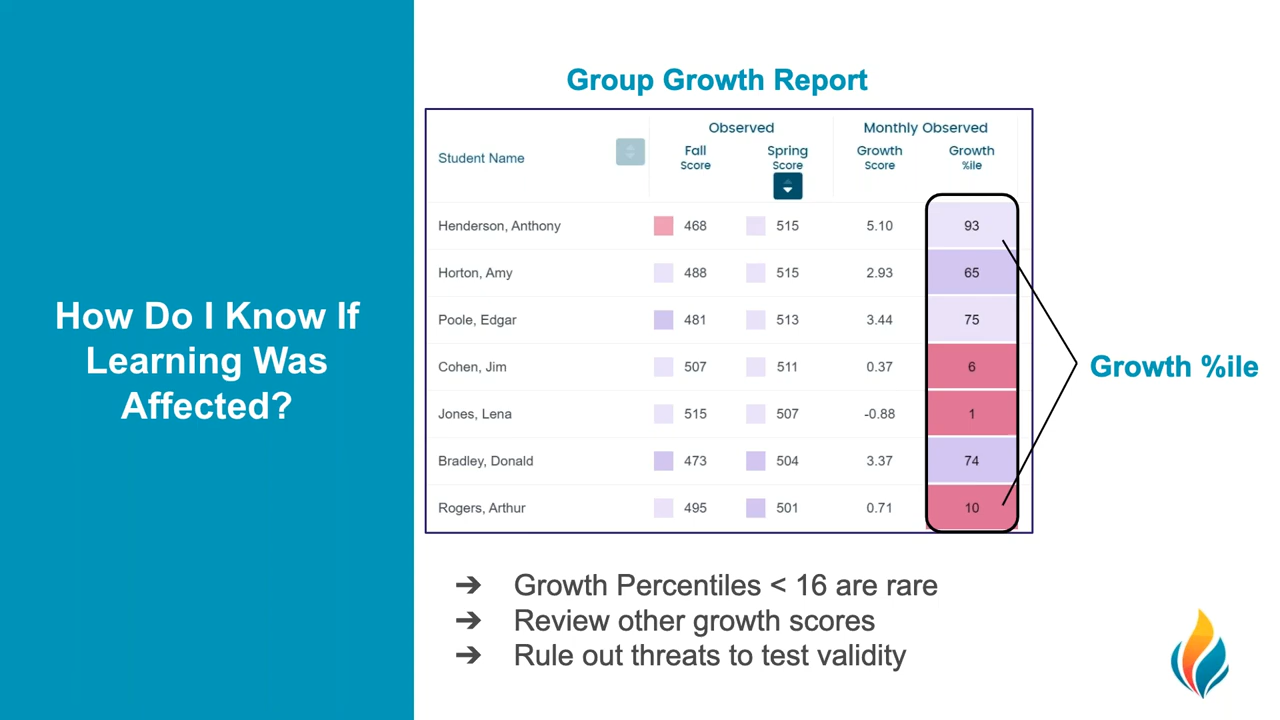 How Do I Know If
Learning Was
Affected?
Group Growth Report
Observed
Monthly Observed
Student Name
Fall
Score
Spring
Score
Growth
Score
Growth
%ile
Henderson, Anthony 468 515 5.10 93
Horton, Amy 488 515 2.93 65
Poole, Edgar 481 513 3.44 75
Cohen, Jim 507 511 0.37 6
Jones, Lena 515 507 -0.88 1
Bradley, Donald 473 504 3.37 74
Rogers, Arthur 495 501 0.71 10
Growth %ile
➔ Growth Percentiles < 16 are rare
➔ Review other growth scores
➔ Rule out threats to test validity